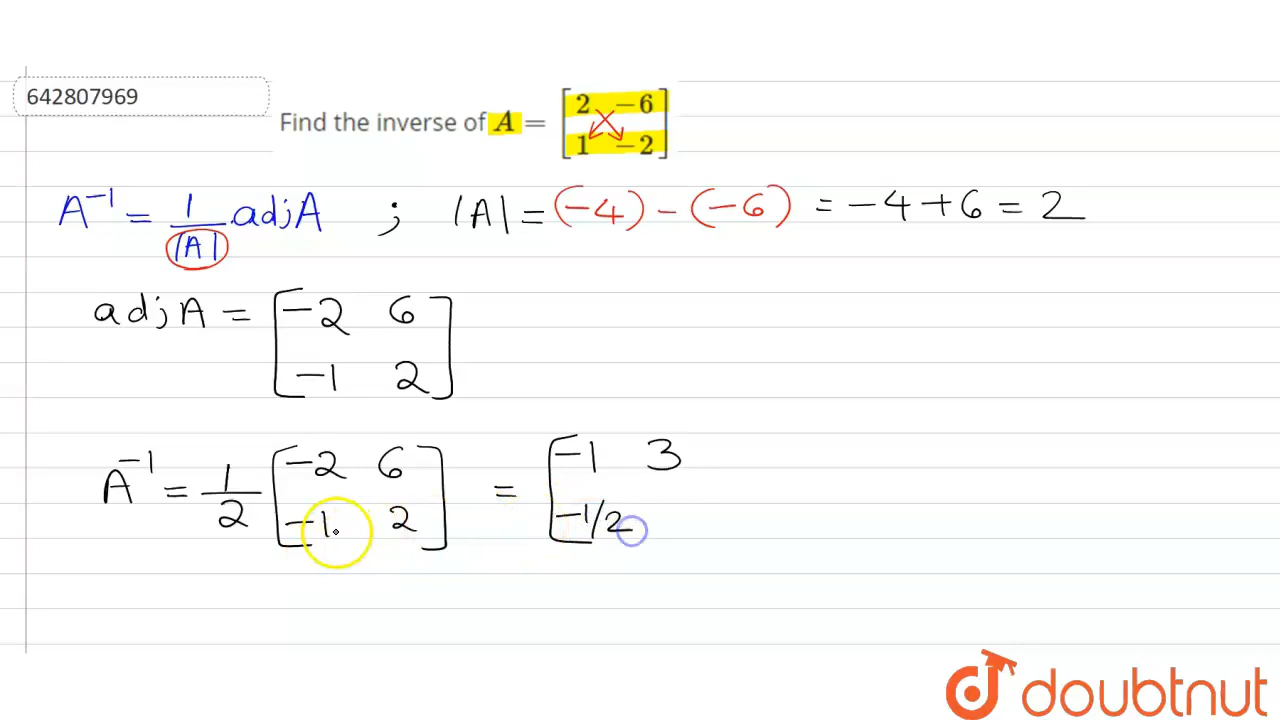 642807969
Find the inverse of A = [2 −6
1 −2]
A⁻¹ = 1/|A| adjA ; |A| = (−4) − (−6) = −4+6 = 2
adjA = [−2 6
−1 2]
A⁻¹ = 1/2 [−2 6
−1 2] = [−1 3
−1/2
doubtnut